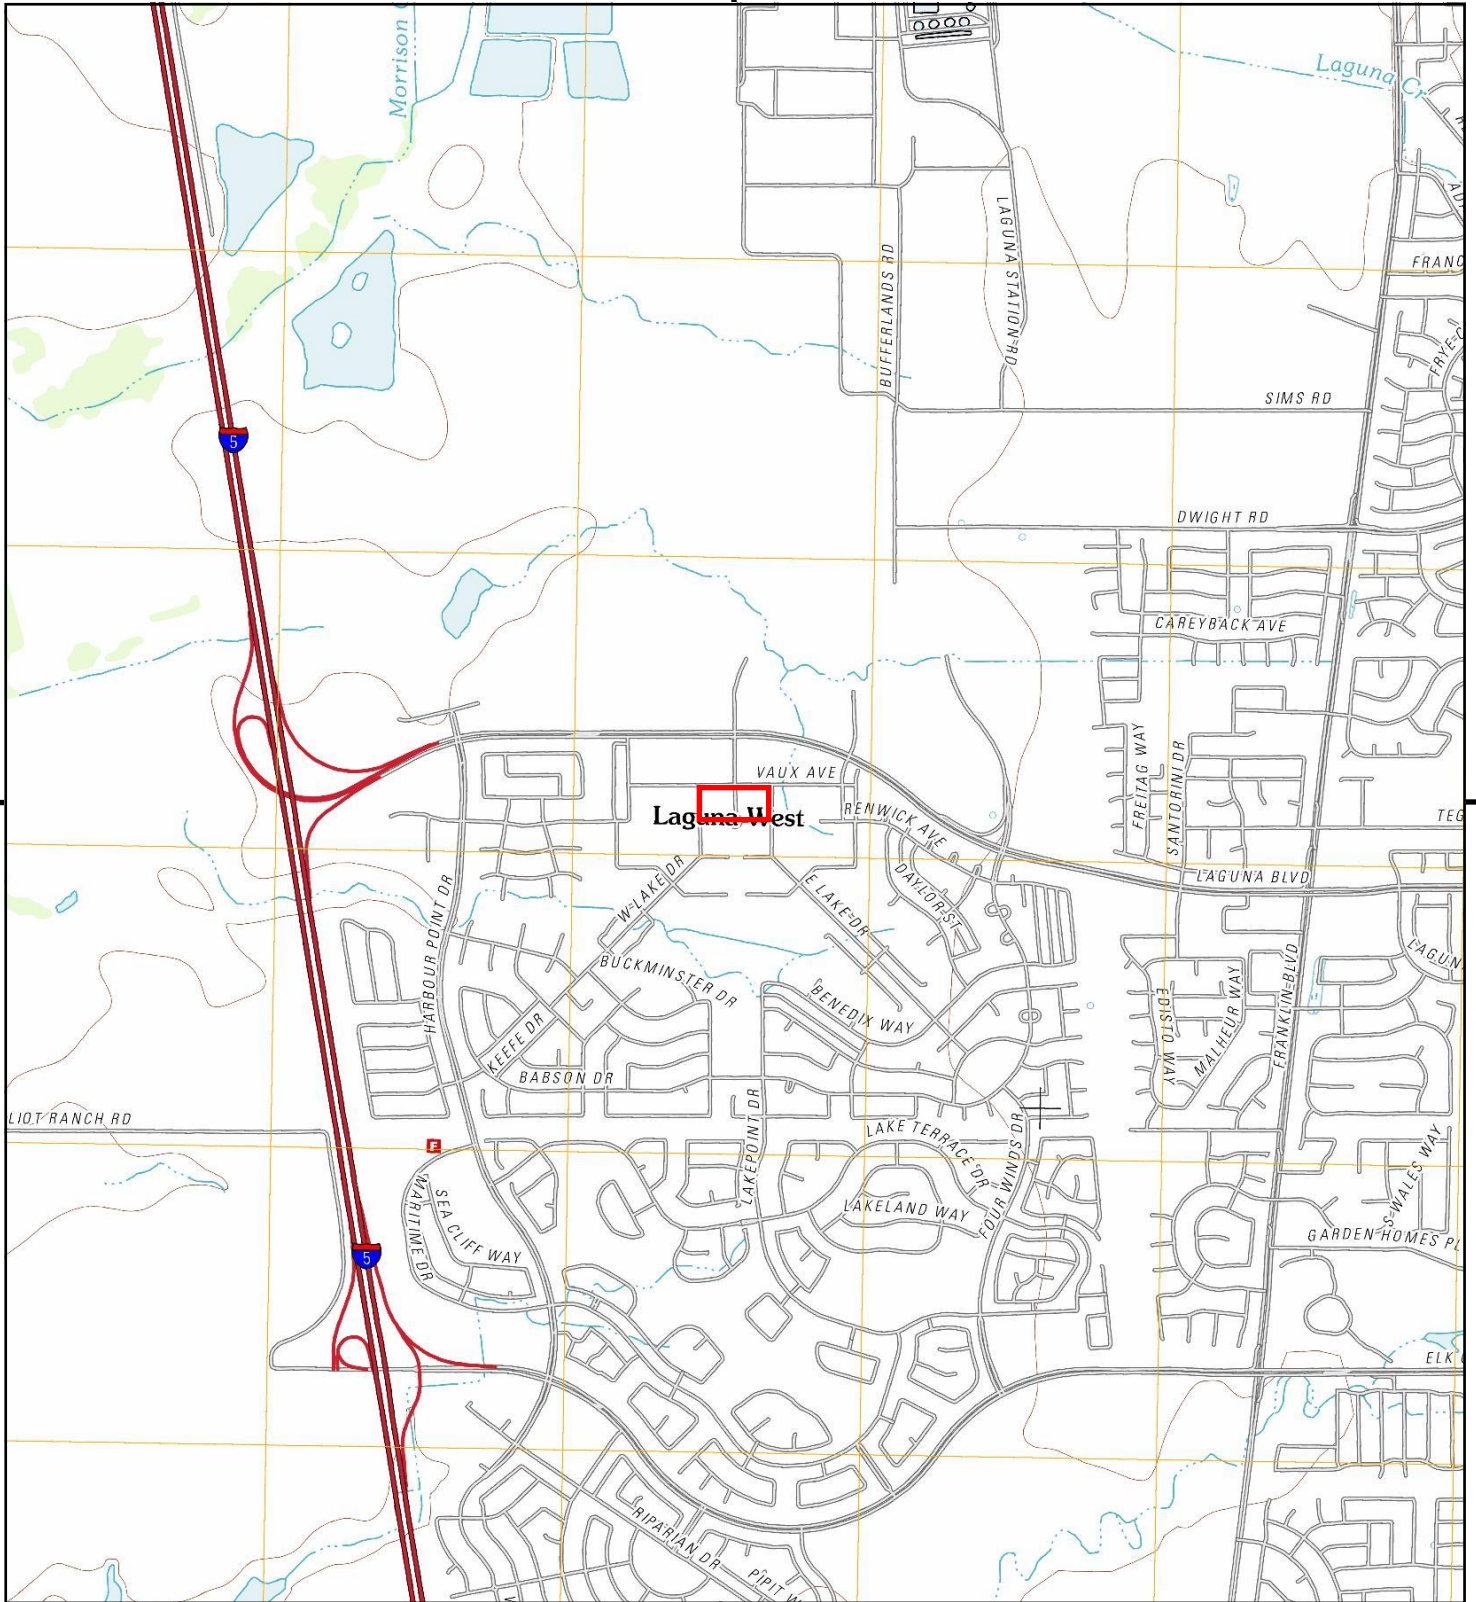 Morrison
Laguna Cr
LAGUNA STATION RD
BUFFERLANDS RD
FRANC
SIMS RD
5
DWIGHT RD
CAREYBACK AVE
FREITAG WAY
SANTORINI DR
VAUX AVE
Laguna West
RENWICK AVE
TEG
W LAKE DR
E LAKE DR
DAYLOR ST
LAGUNA BLVD
HARBOUR POINT DR
BUCKMINSTER DR
BENEDIX WAY
EDISTO WAY
MALHEUR WAY
FRANKLIN BLVD
LAGUN
KEEFE DR
BABSON DR
LIOT RANCH RD
F
LAKEPOINT DR
LAKE TERRACE DR
FOUR WINDS DR
LAKELAND WAY
S WALES WAY
GARDEN HOMES PL
MARITIME DR
SEA CLIFF WAY
5
ELK
RIPARIAN DR
PIPIT W